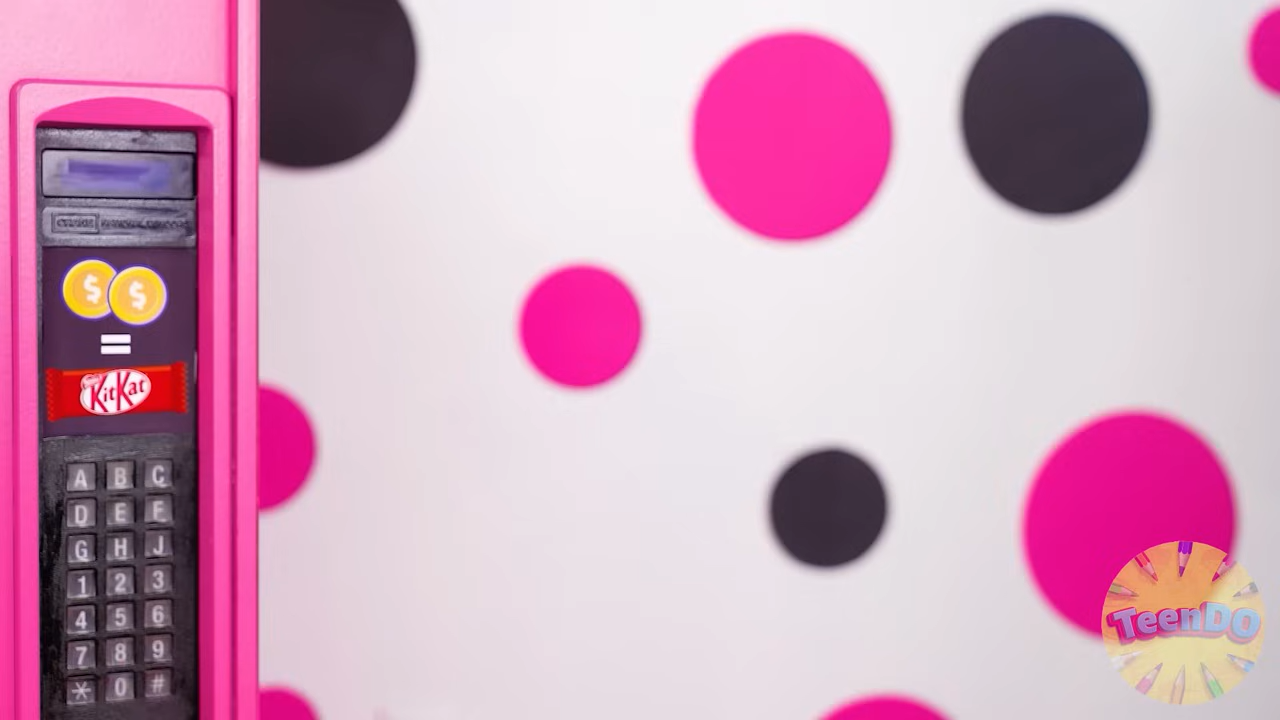 $ $
=
KitKat
A B C
D E F
G H J
1 2 3
4 5 6
7 8 9
* 0 #
TeenDO